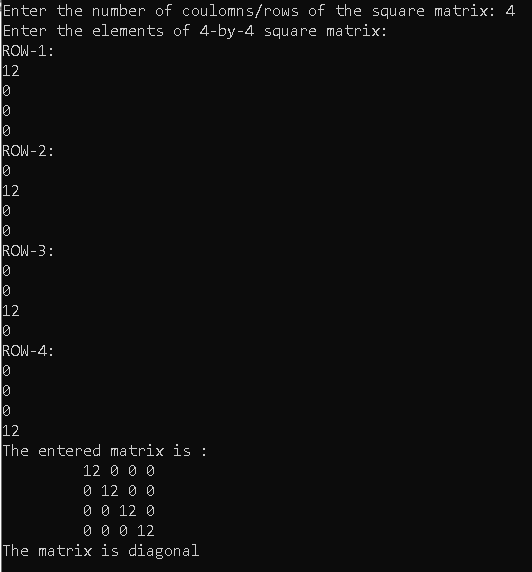 Enter the number of coulomns/rows of the square matrix: 4
Enter the elements of 4-by-4 square matrix:
ROW-1:
12
0
0
0
ROW-2:
0
12
0
0
ROW-3:
0
0
12
0
ROW-4:
0
0
0
12
The entered matrix is :
12 0 0 0
0 12 0 0
0 0 12 0
0 0 0 12
The matrix is diagonal